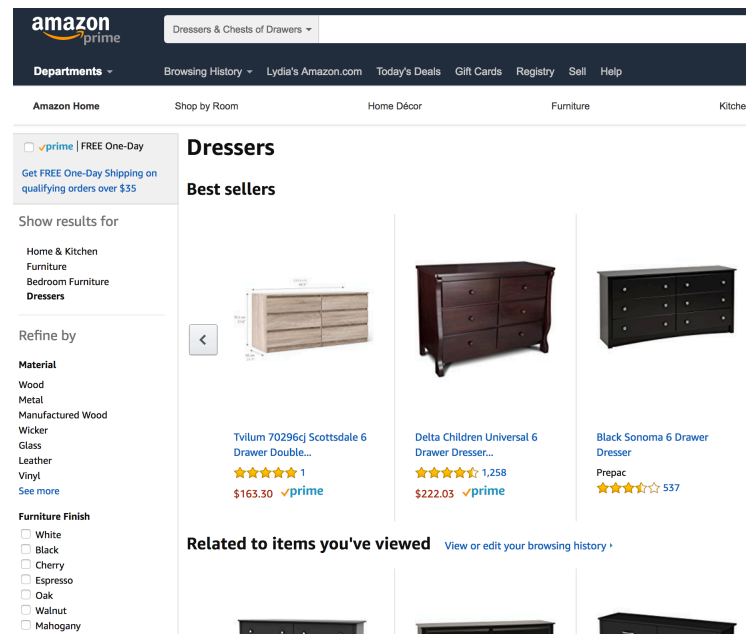 amazon
prime
Dressers & Chests of Drawers
Departments
Browsing History
Lydia's Amazon.com
Today's Deals
Gift Cards
Registry
Sell
Help
Amazon Home
Shop by Room
Home Décor
Furniture
Kitche
prime | FREE One-Day
Get FREE One-Day Shipping on
qualifying orders over $35
Show results for
Home & Kitchen
Furniture
Bedroom Furniture
Dressers
Refine by
Material
Wood
Metal
Manufactured Wood
Wicker
Glass
Leather
Vinyl
See more
Furniture Finish
White
Black
Cherry
Espresso
Oak
Walnut
Mahogany
Dressers
Best sellers
Tvilum 70296cj Scottsdale 6
Drawer Double...
1
$163.30 prime
Delta Children Universal 6
Drawer Dresser...
1,258
$222.03 prime
Black Sonoma 6 Drawer
Dresser
Prepac
537
Related to items you've viewed
View or edit your browsing history